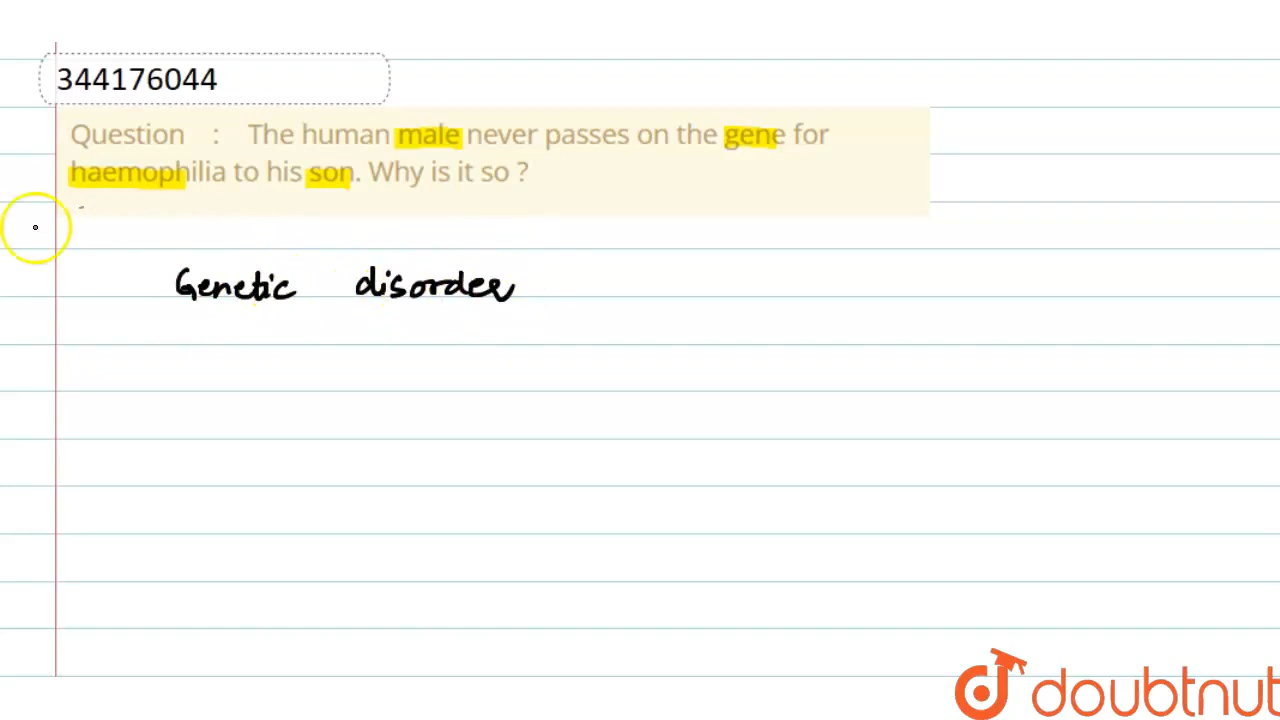 344176044
Question : The human male never passes on the gene for
haemophilia to his son. Why is it so ?
Genetic disorder
doubtnut